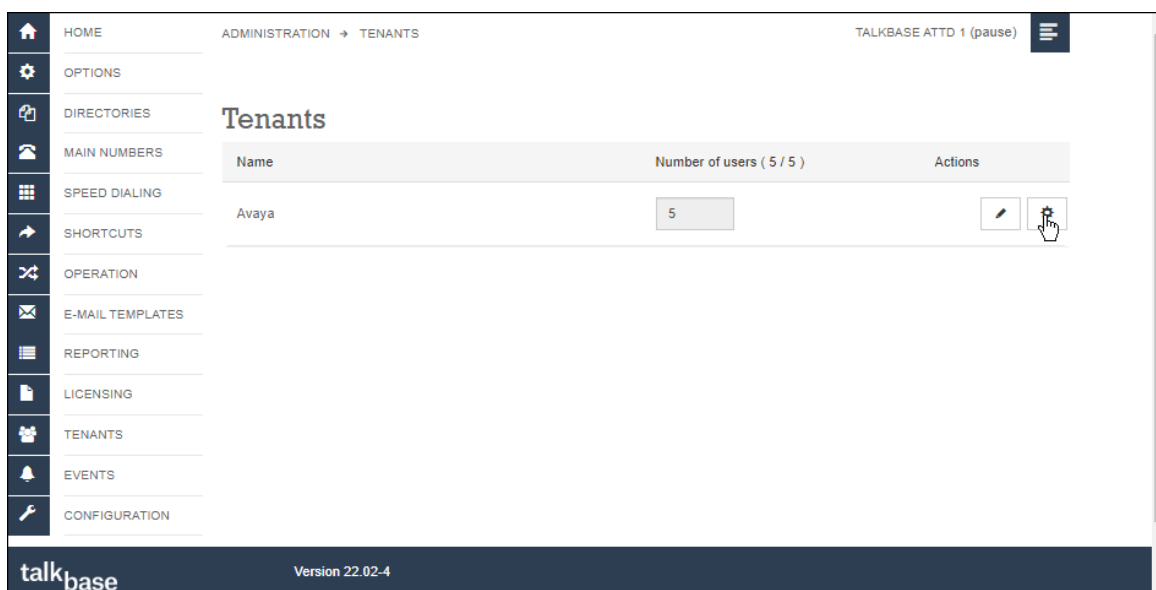 HOME
ADMINISTRATION → TENANTS
TALKBASE ATTD 1 (pause)
OPTIONS
DIRECTORIES
MAIN NUMBERS
SPEED DIALING
SHORTCUTS
OPERATION
E-MAIL TEMPLATES
REPORTING
LICENSING
TENANTS
EVENTS
CONFIGURATION
Tenants
Name
Number of users ( 5 / 5 )
Actions
Avaya
5
talkbase
Version 22.02-4